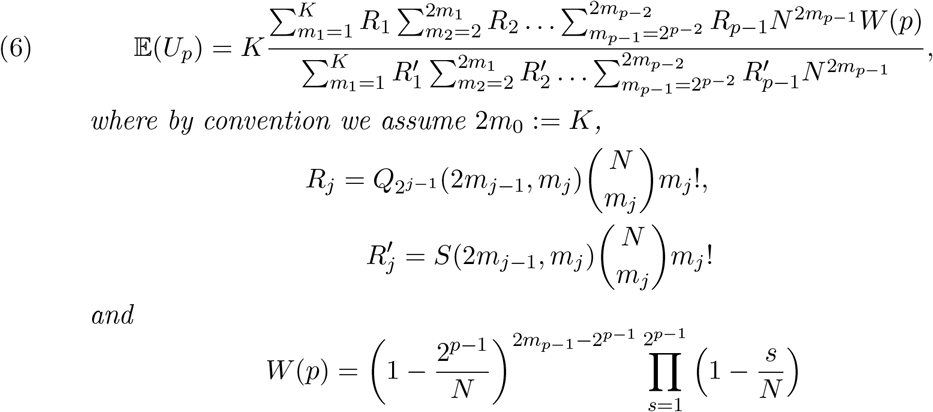 (6) $\mathbb{E}(U_p) = K \frac{\sum_{m_1=1}^{K} R_1 \sum_{m_2=2}^{2m_1} R_2 \ldots \sum_{m_{p-1}=2^{p-2}}^{2m_{p-2}} R_{p-1} N^{2m_{p-1}} W(p)}{\sum_{m_1=1}^{K} R'_1 \sum_{m_2=2}^{2m_1} R'_2 \ldots \sum_{m_{p-1}=2^{p-2}}^{2m_{p-2}} R'_{p-1} N^{2m_{p-1}}},$
where by convention we assume $2m_0 := K$,
$R_j = Q_{2^{j-1}}(2m_{j-1}, m_j) \binom{N}{m_j} m_j!,$
$R'_j = S(2m_{j-1}, m_j) \binom{N}{m_j} m_j!$
and
$W(p) = \left(1 - \frac{2^{p-1}}{N}\right)^{2m_{p-1}-2^{p-1}} \prod_{s=1}^{2^{p-1}} \left(1 - \frac{s}{N}\right)$